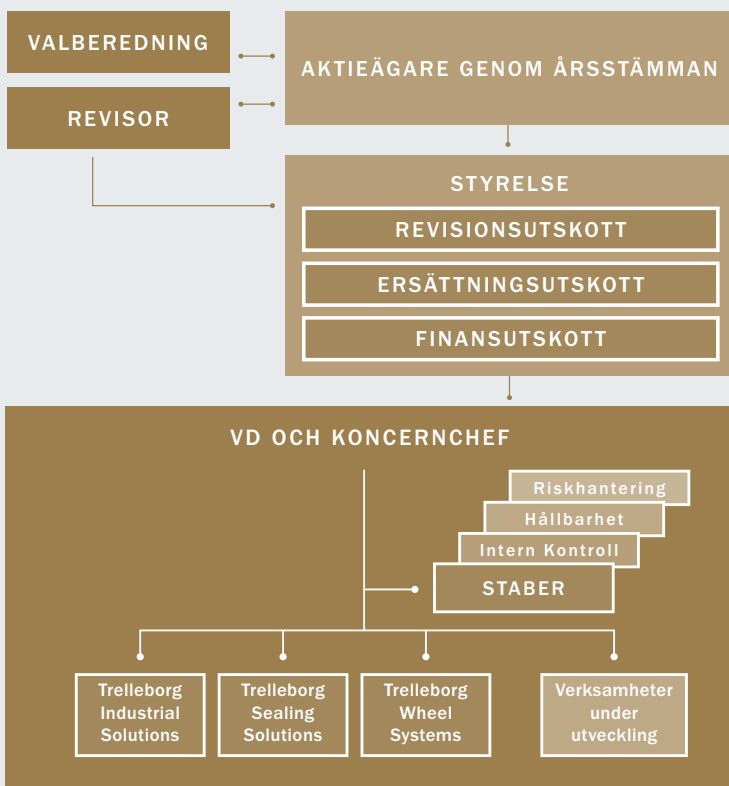 VALBEREDNING
REVISOR
AKTIEÄGARE GENOM ÅRSSTÄMMAN
STYRELSE
REVISIONSUTSKOTT
ERSÄTTNINGSUTSKOTT
FINANSUTSKOTT
VD OCH KONCERNCHEF
Riskhantering
Hållbarhet
Intern Kontroll
STABER
Trelleborg
Industrial
Solutions
Trelleborg
Sealing
Solutions
Trelleborg
Wheel
Systems
Verksamheter
under
utveckling